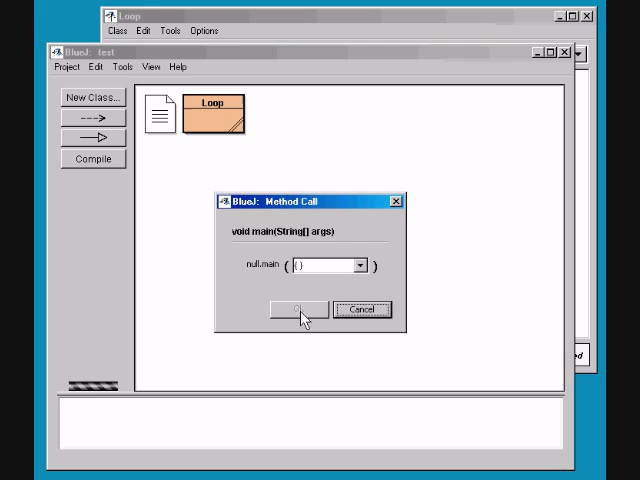 Loop
Class Edit Tools Options
BlueJ: test
Project Edit Tools View Help
New Class...
Compile
Loop
BlueJ: Method Call
void main(String[] args)
null.main ( { } )
Cancel